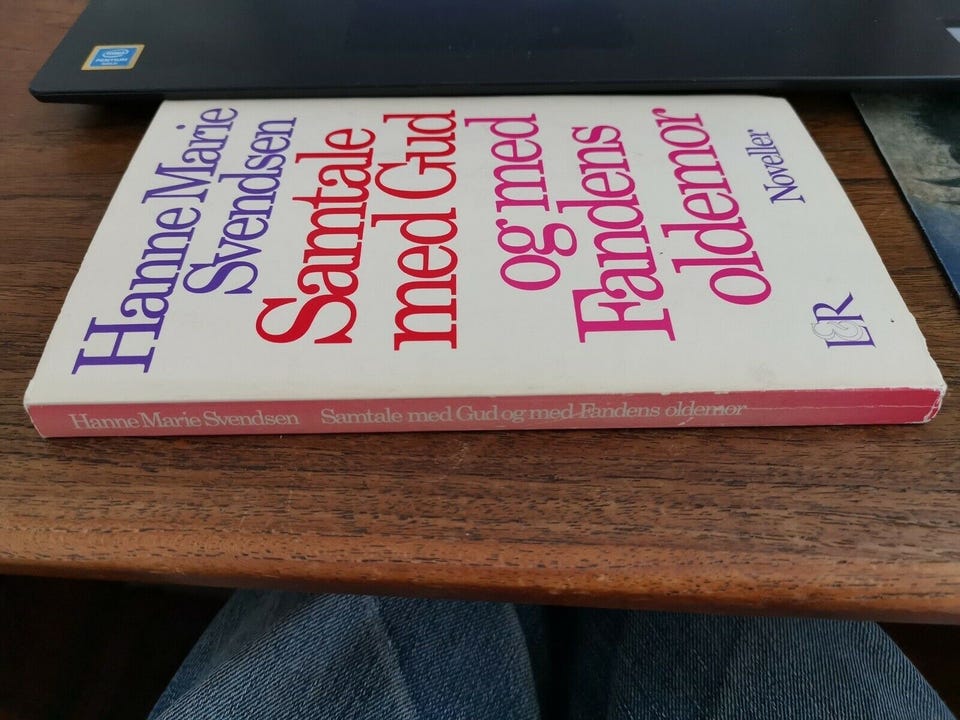 Hanne Marie
Svendsen
Samtale
med Gud
og med
Fandens
oldemor
Noveller
L&R
Hanne Marie Svendsen Samtale med Gud og med Fandens oldemor